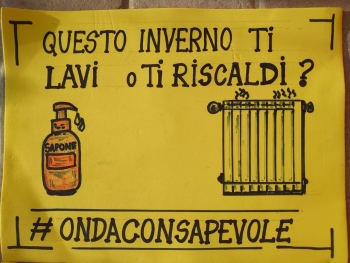 QUESTO INVERNO TI
LAVI o Ti RISCALDi ?
SAPONE
# ONDACONSAPEVOLE